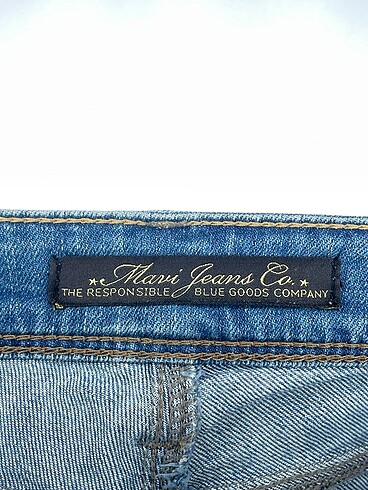 ★ Mavi Jeans Co. ★
THE RESPONSIBLE BLUE GOODS COMPANY